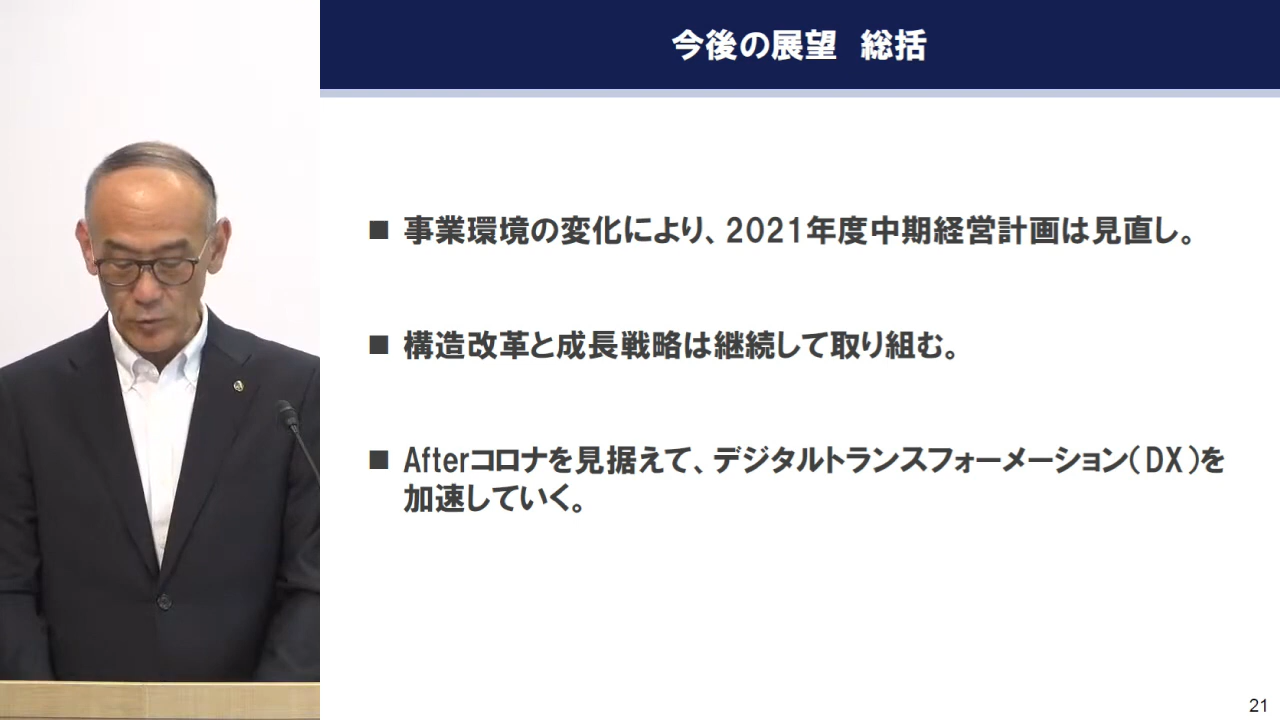 今後の展望　総括
■ 事業環境の変化により、2021年度中期経営計画は見直し。
■ 構造改革と成長戦略は継続して取り組む。
■ Afterコロナを見据えて、デジタルトランスフォーメーション(DX)を
加速していく。
21